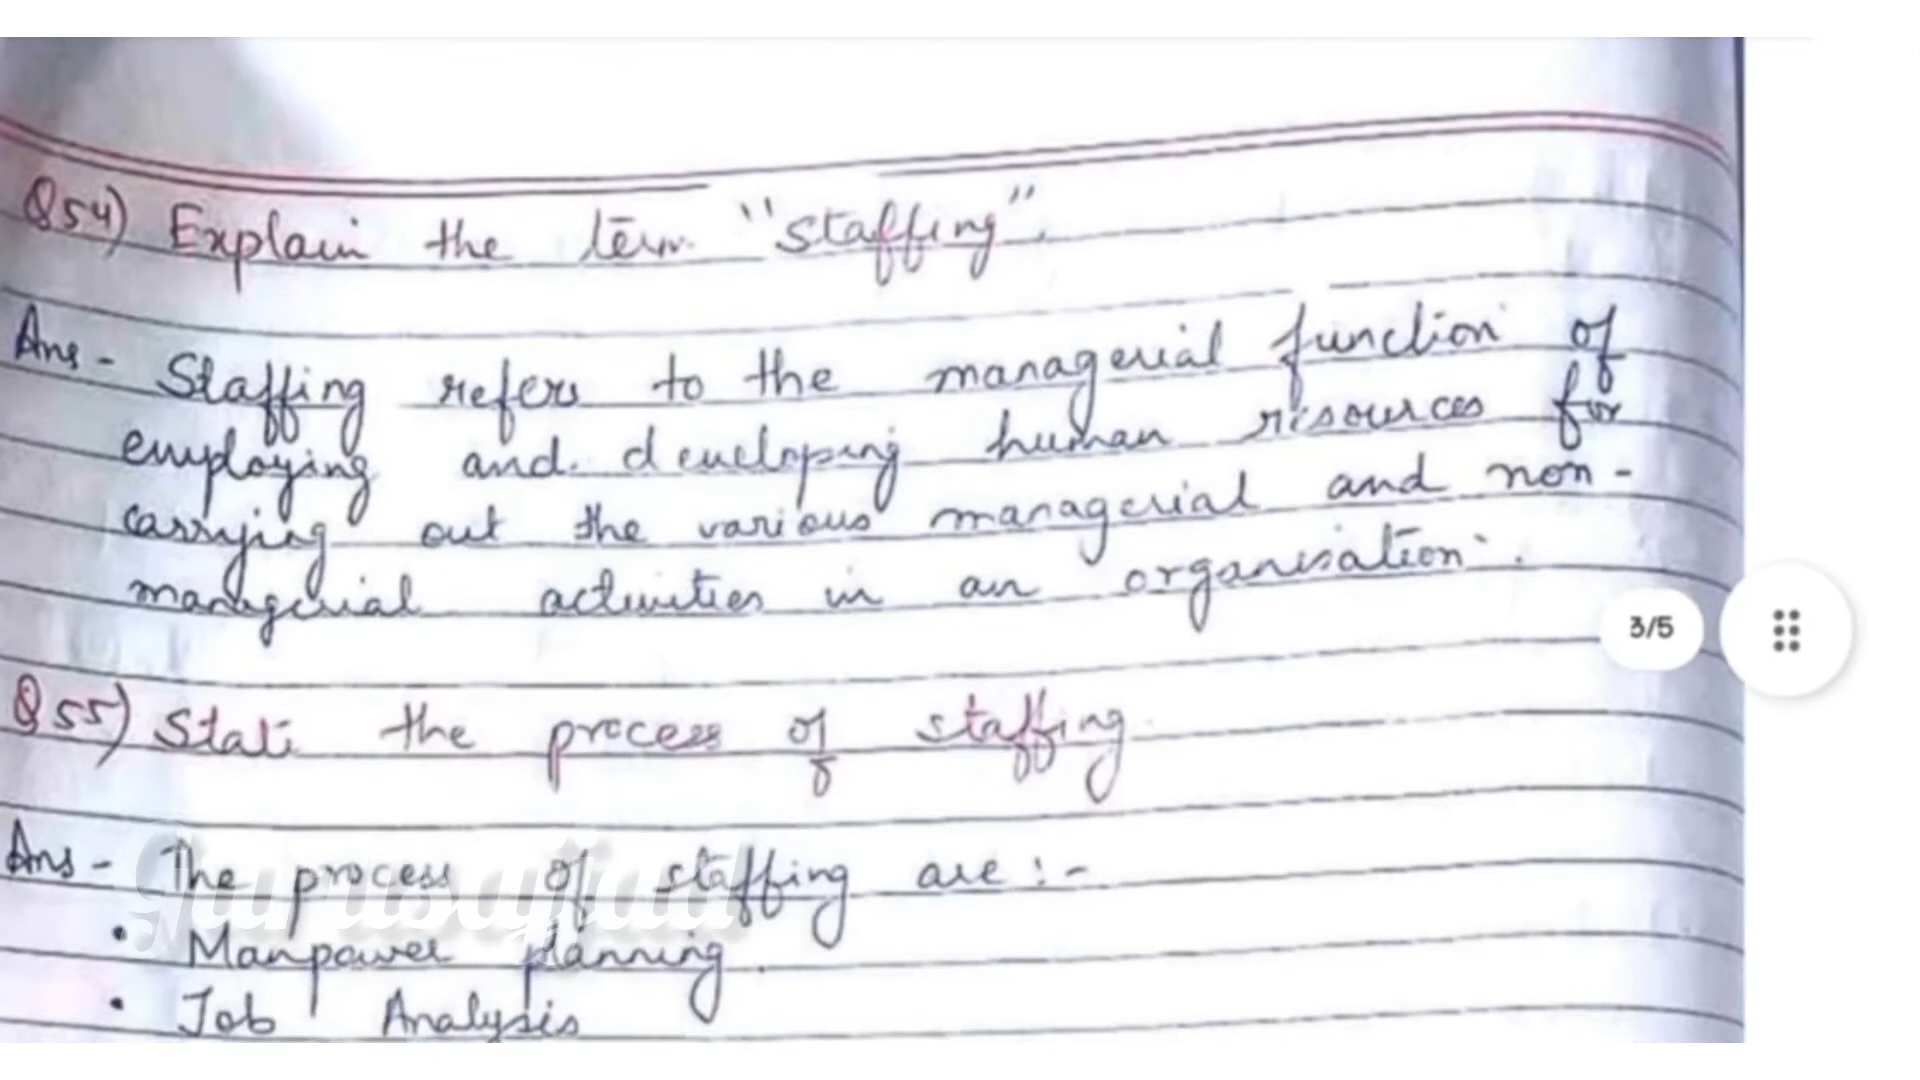 Q54) Explain the term "staffing".
Ans - Staffing refers to the managerial function of
employing and developing human resources for
carrying out the various managerial and non-
managerial activities in an organisation.
3/5
Q55) State the process of staffing
Ans - The process of staffing are :-
• Manpower planning
• Job Analysis